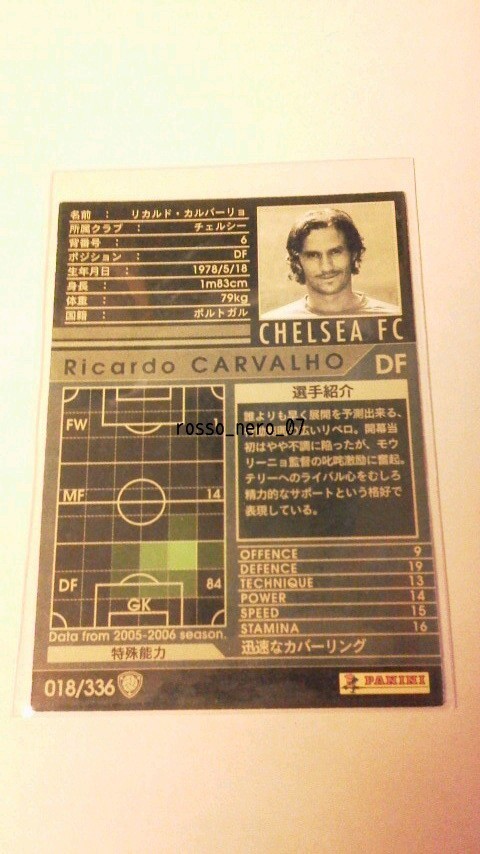 名前 : リカルド・カルバーリョ
所属クラブ : チェルシー
背番号 : 6
ポジション : DF
生年月日 : 1978/5/18
身長 : 1m83cm
体重 : 79kg
国籍 : ポルトガル
CHELSEA FC
Ricardo CARVALHO DF
FW 1
MF 14
DF 84
GK
Data from 2005-2006 season.
選手紹介
誰よりも早く展開を予測出来る、
広いリベロ。開幕当
初はやや不調に陥ったが、モウ
リーニョ監督の叱咤激励に奮起。
テリーへのライバル心をむしろ
精力的なサポートという格好で
表現している。
rosso_nero_07
OFFENCE 9
DEFENCE 19
TECHNIQUE 13
POWER 14
SPEED 15
STAMINA 16
特殊能力 迅速なカバーリング
018/336
PANINI